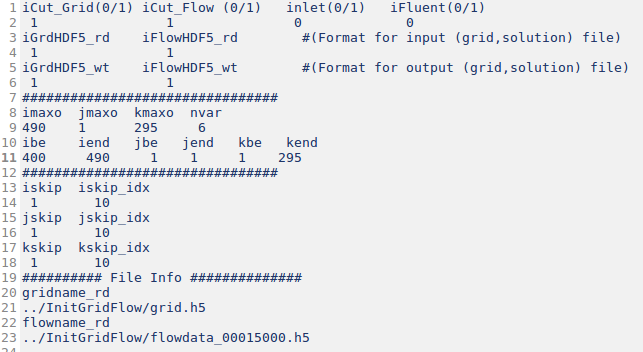 1 iCut_Grid(0/1) iCut_Flow (0/1) inlet(0/1) iFluent(0/1)
2 1 1 0 0
3 iGrdHDF5_rd iFlowHDF5_rd #(Format for input (grid,solution) file)
4 1 1
5 iGrdHDF5_wt iFlowHDF5_wt #(Format for output (grid,solution) file)
6 1 1
7 ################################
8 imaxo jmaxo kmaxo nvar
9 490 1 295 6
10 ibe iend jbe jend kbe kend
11 400 490 1 1 1 295
12 ################################
13 iskip iskip_idx
14 1 10
15 jskip jskip_idx
16 1 10
17 kskip kskip_idx
18 1 10
19 ########## File Info ##############
20 gridname_rd
21 ../InitGridFlow/grid.h5
22 flowname_rd
23 ../InitGridFlow/flowdata_00015000.h5
24